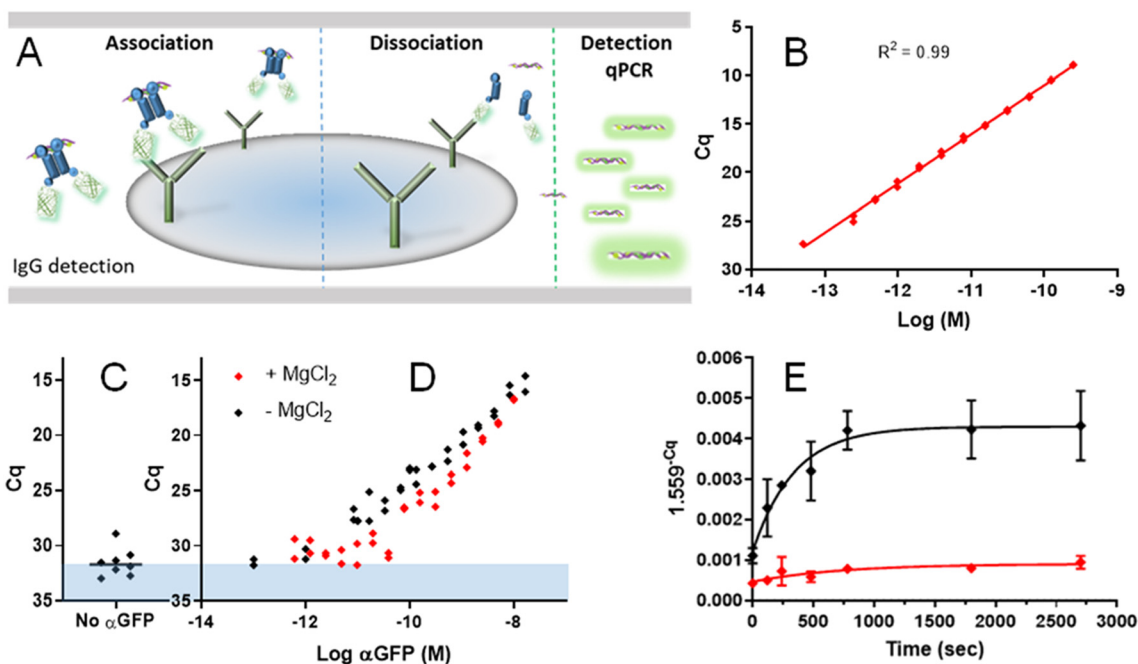 A
Association
Dissociation
Detection
qPCR
IgG detection
B
R² = 0.99
Cq
5
10
15
20
25
30
-14 -13 -12 -11 -10 -9
Log (M)
C
Cq
15
20
25
30
35
No αGFP
D
+ MgCl₂
- MgCl₂
Cq
15
20
25
30
35
-14 -12 -10 -8
Log αGFP (M)
E
1.559⁻Cq
0.006
0.005
0.004
0.003
0.002
0.001
0.000
0 500 1000 1500 2000 2500 3000
Time (sec)